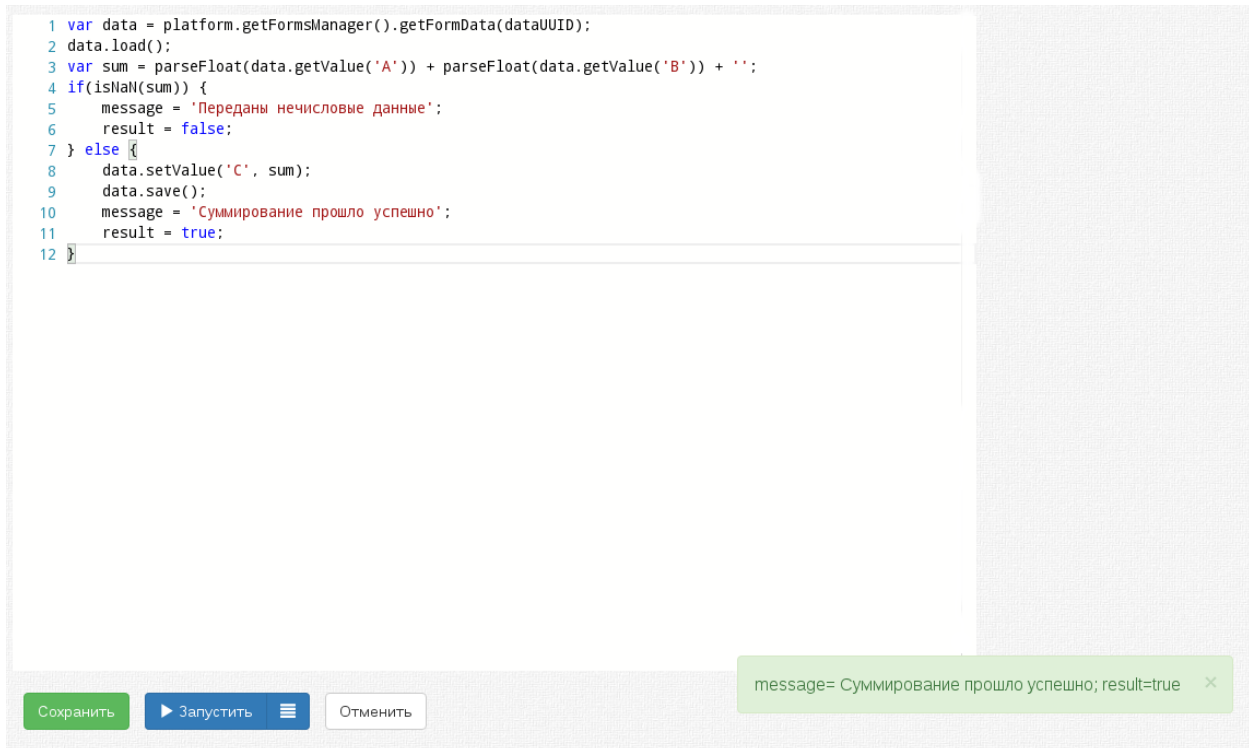 1 var data = platform.getFormsManager().getFormData(dataUUID);
2 data.load();
3 var sum = parseFloat(data.getValue('A')) + parseFloat(data.getValue('B')) + '';
4 if(isNaN(sum)) {
5     message = 'Переданы нечисловые данные';
6     result = false;
7 } else {
8     data.setValue('C', sum);
9     data.save();
10     message = 'Суммирование прошло успешно';
11     result = true;
12 }
message= Суммирование прошло успешно; result=true ×
Сохранить Запустить Отменить